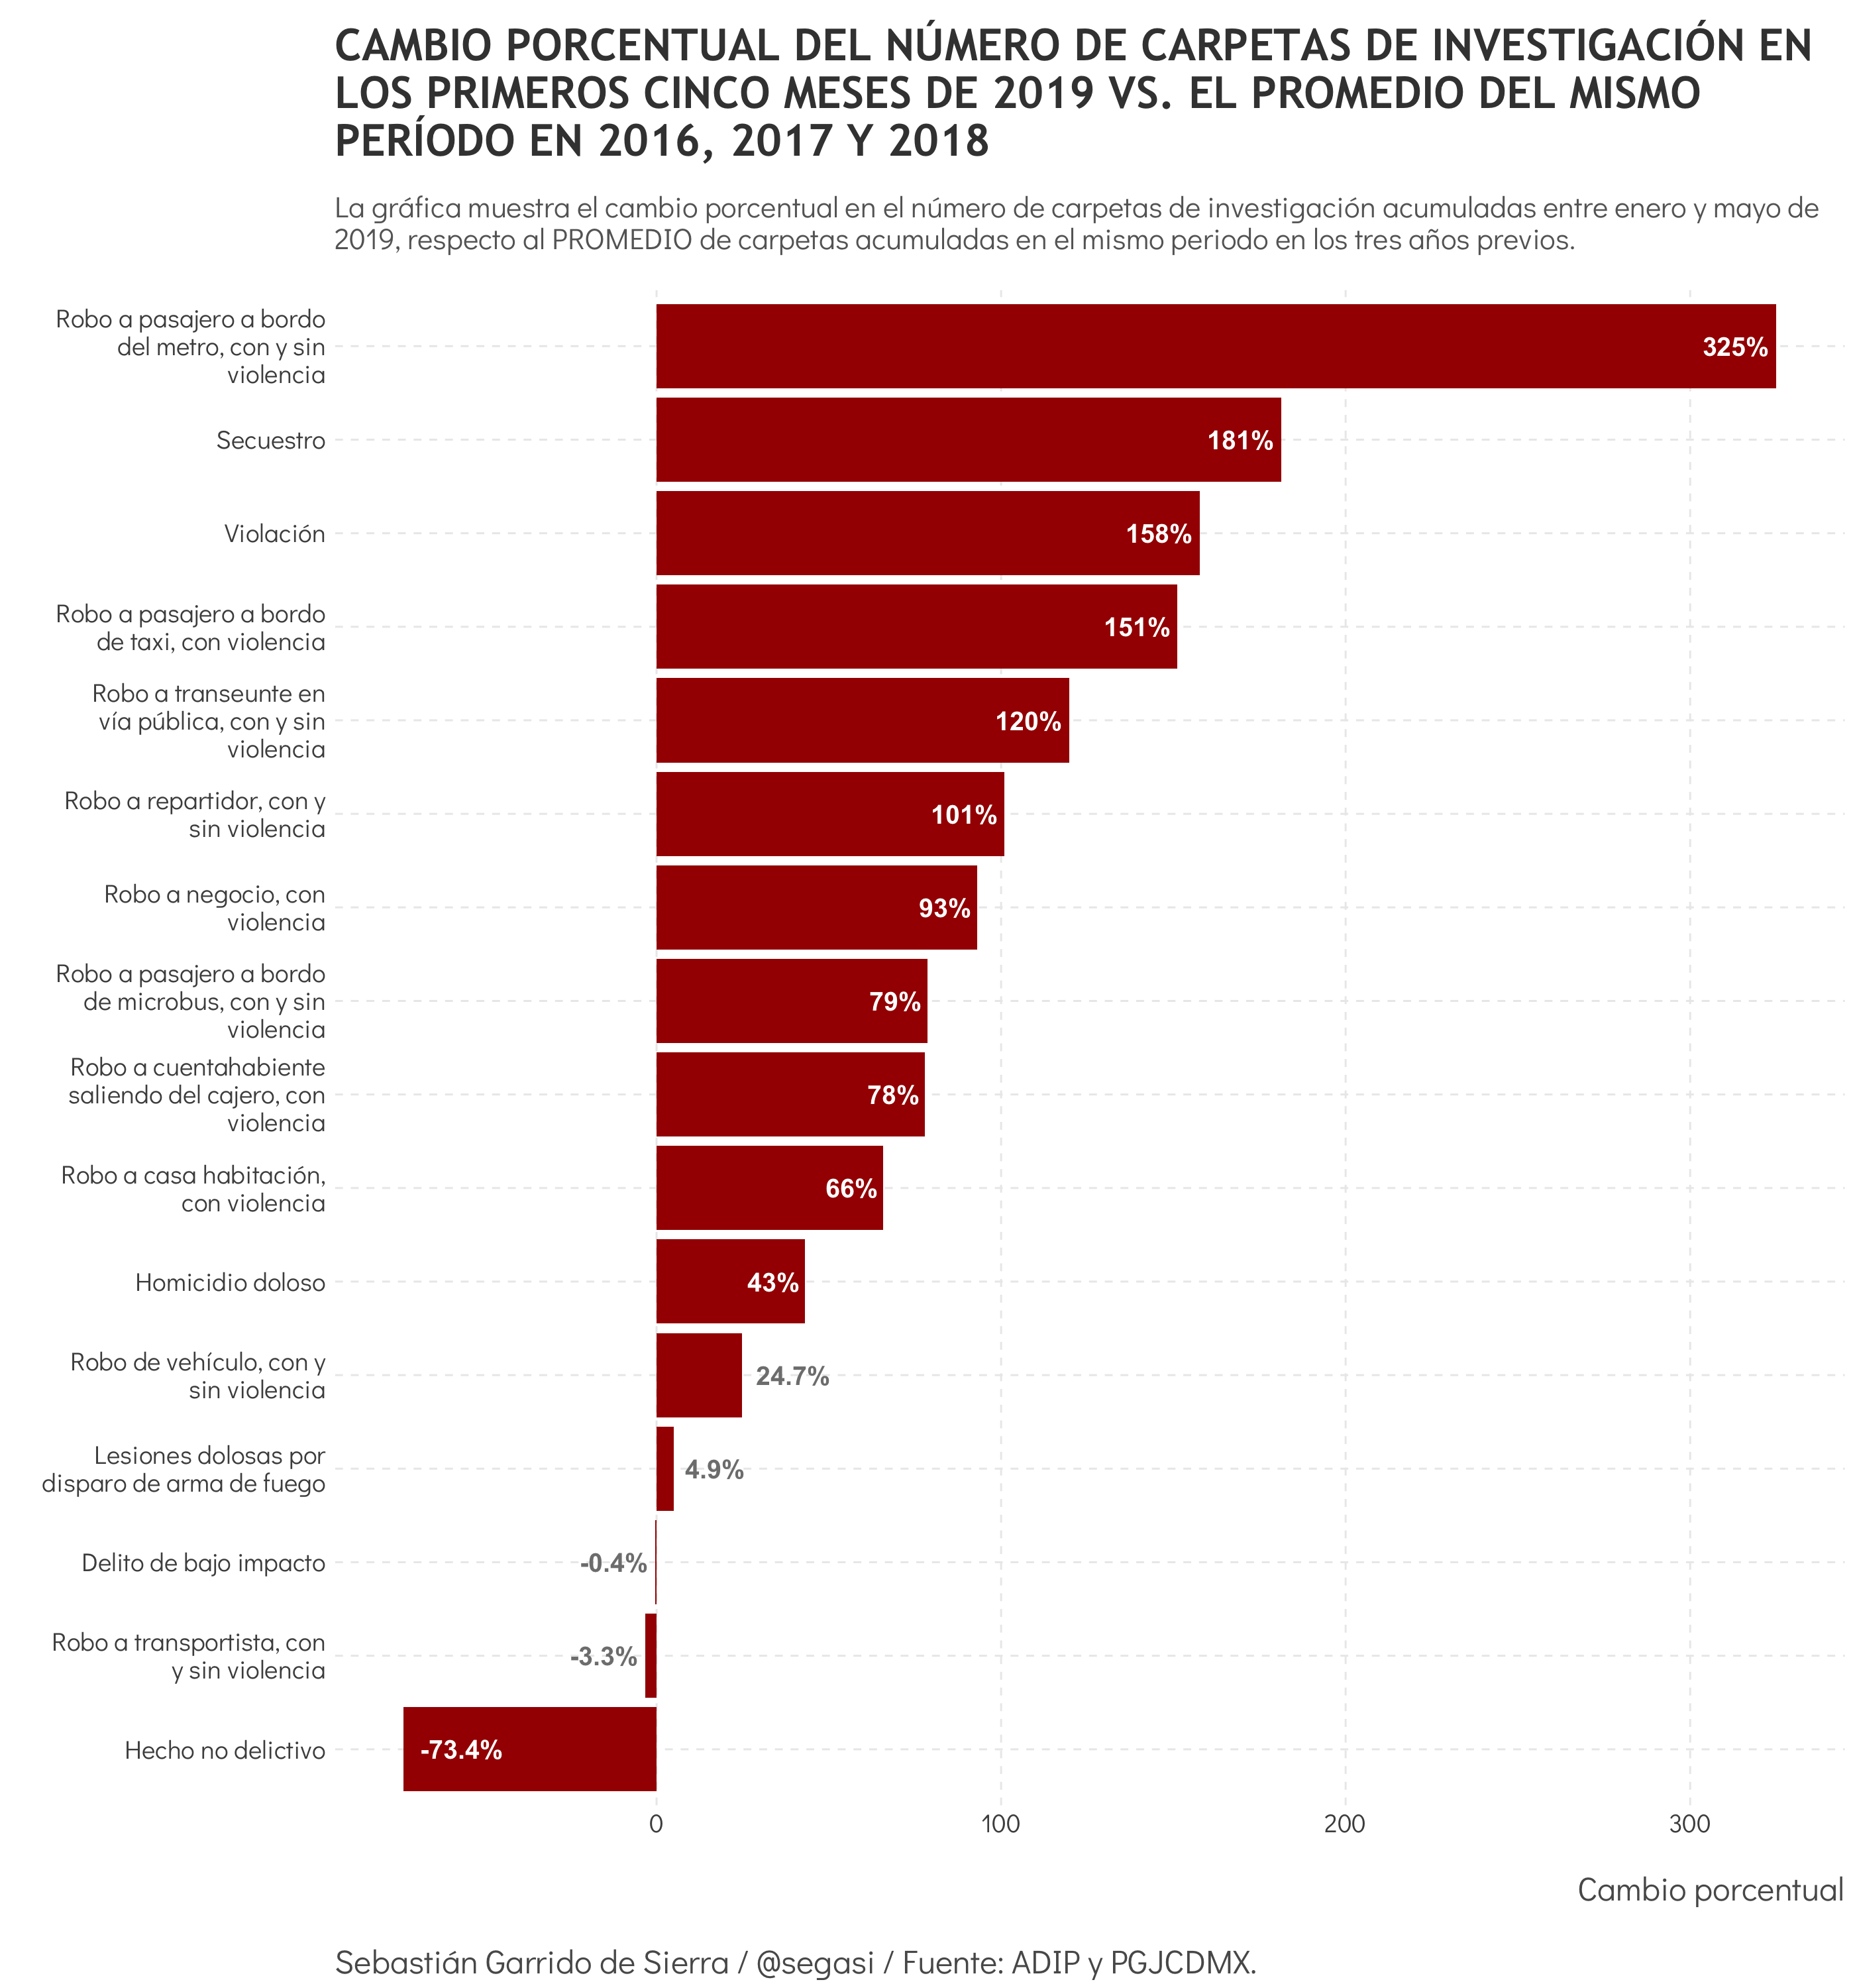 CAMBIO PORCENTUAL DEL NÚMERO DE CARPETAS DE INVESTIGACIÓN EN
LOS PRIMEROS CINCO MESES DE 2019 VS. EL PROMEDIO DEL MISMO
PERÍODO EN 2016, 2017 Y 2018
La gráfica muestra el cambio porcentual en el número de carpetas de investigación acumuladas entre enero y mayo de
2019, respecto al PROMEDIO de carpetas acumuladas en el mismo periodo en los tres años previos.
Robo a pasajero a bordo
del metro, con y sin
violencia
325%
Secuestro
181%
Violación
158%
Robo a pasajero a bordo
de taxi, con violencia
151%
Robo a transeunte en
vía pública, con y sin
violencia
120%
Robo a repartidor, con y
sin violencia
101%
Robo a negocio, con
violencia
93%
Robo a pasajero a bordo
de microbus, con y sin
violencia
79%
Robo a cuentahabiente
saliendo del cajero, con
violencia
78%
Robo a casa habitación,
con violencia
66%
Homicidio doloso
43%
Robo de vehículo, con y
sin violencia
24.7%
Lesiones dolosas por
disparo de arma de fuego
4.9%
Delito de bajo impacto
-0.4%
Robo a transportista, con
y sin violencia
-3.3%
Hecho no delictivo
-73.4%
0
100
200
300
Cambio porcentual
Sebastián Garrido de Sierra / @segasi / Fuente: ADIP y PGJCDMX.